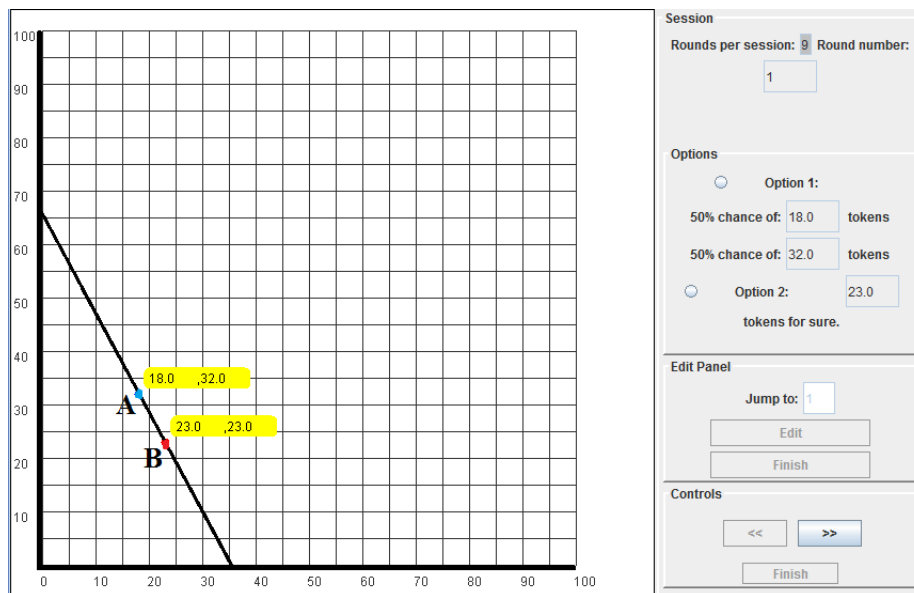 100
90
80
70
60
50
40
30
20
10
18.0 ,32.0
A
23.0 ,23.0
B
0 10 20 30 40 50 60 70 80 90 100
Session
Rounds per session: 9 Round number:
1
Options
Option 1:
50% chance of: 18.0 tokens
50% chance of: 32.0 tokens
Option 2: 23.0
tokens for sure.
Edit Panel
Jump to: 1
Edit
Finish
Controls
<< >>
Finish